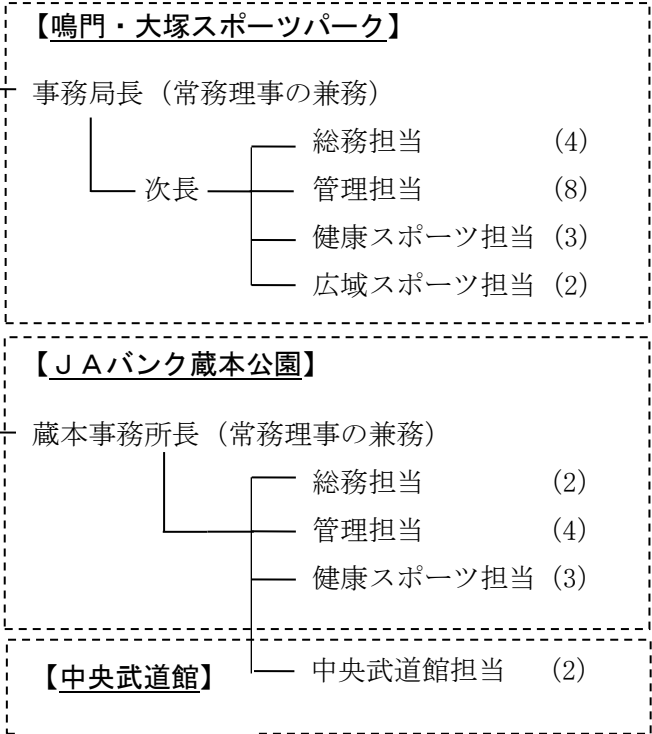 【鳴門・大塚スポーツパーク】
事務局長（常務理事の兼務）
総務担当 (4)
次長 管理担当 (8)
健康スポーツ担当 (3)
広域スポーツ担当 (2)
【ＪＡバンク蔵本公園】
蔵本事務所長（常務理事の兼務）
総務担当 (2)
管理担当 (4)
健康スポーツ担当 (3)
【中央武道館】 中央武道館担当 (2)